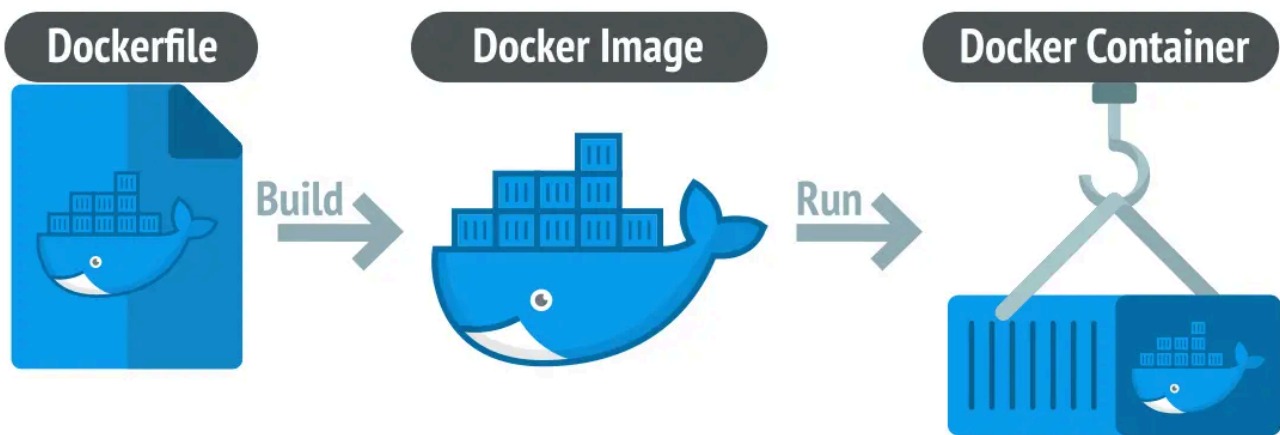 Dockerfile
Docker Image
Docker Container
Build
Run